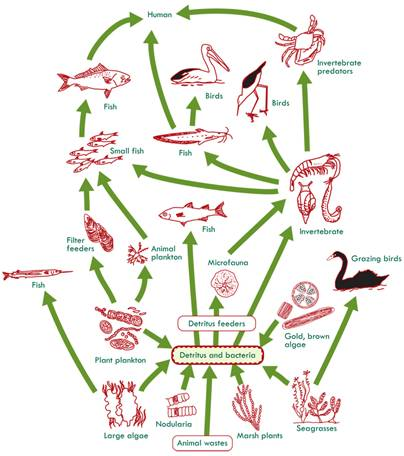 Human
Invertebrate
predators
Fish
Birds
Birds
Small fish
Fish
Invertebrate
Fish
Filter
feeders
Animal
plankton
Microfauna
Grazing birds
Fish
Detritus feeders
Gold, brown
algae
Plant plankton
Detritus and bacteria
Large algae
Nodularia
Animal wastes
Marsh plants
Seagrasses